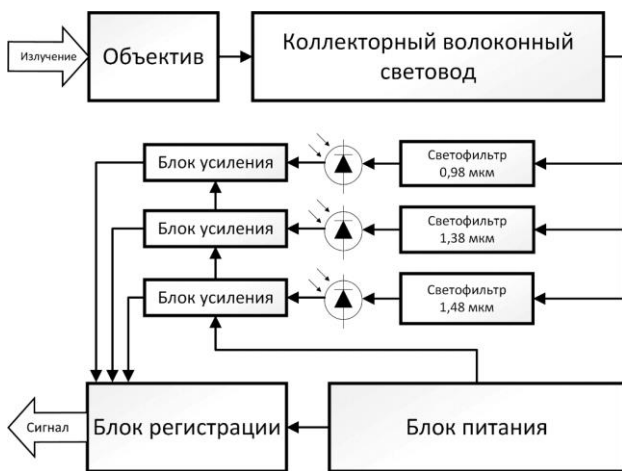 Излучение
Объектив
Коллекторный волоконный
световод
Блок усиления
Светофильтр
0,98 мкм
Блок усиления
Светофильтр
1,38 мкм
Блок усиления
Светофильтр
1,48 мкм
Сигнал
Блок регистрации
Блок питания